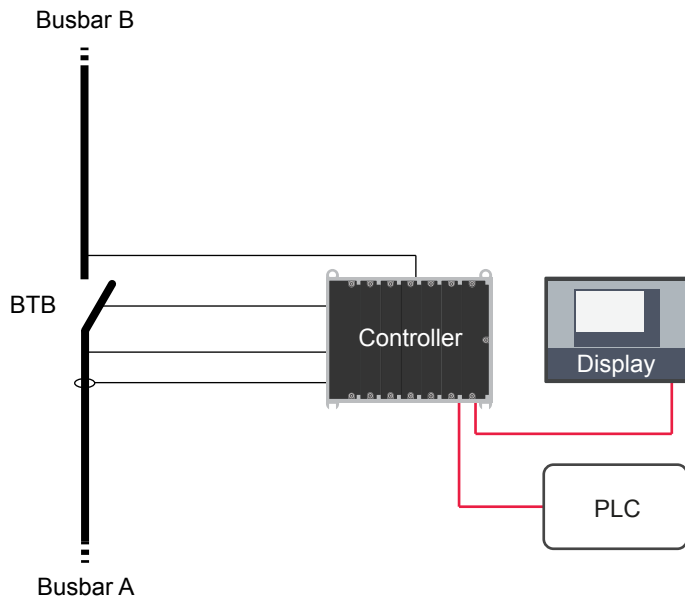 Busbar B
BTB
Controller
Display
PLC
Busbar A